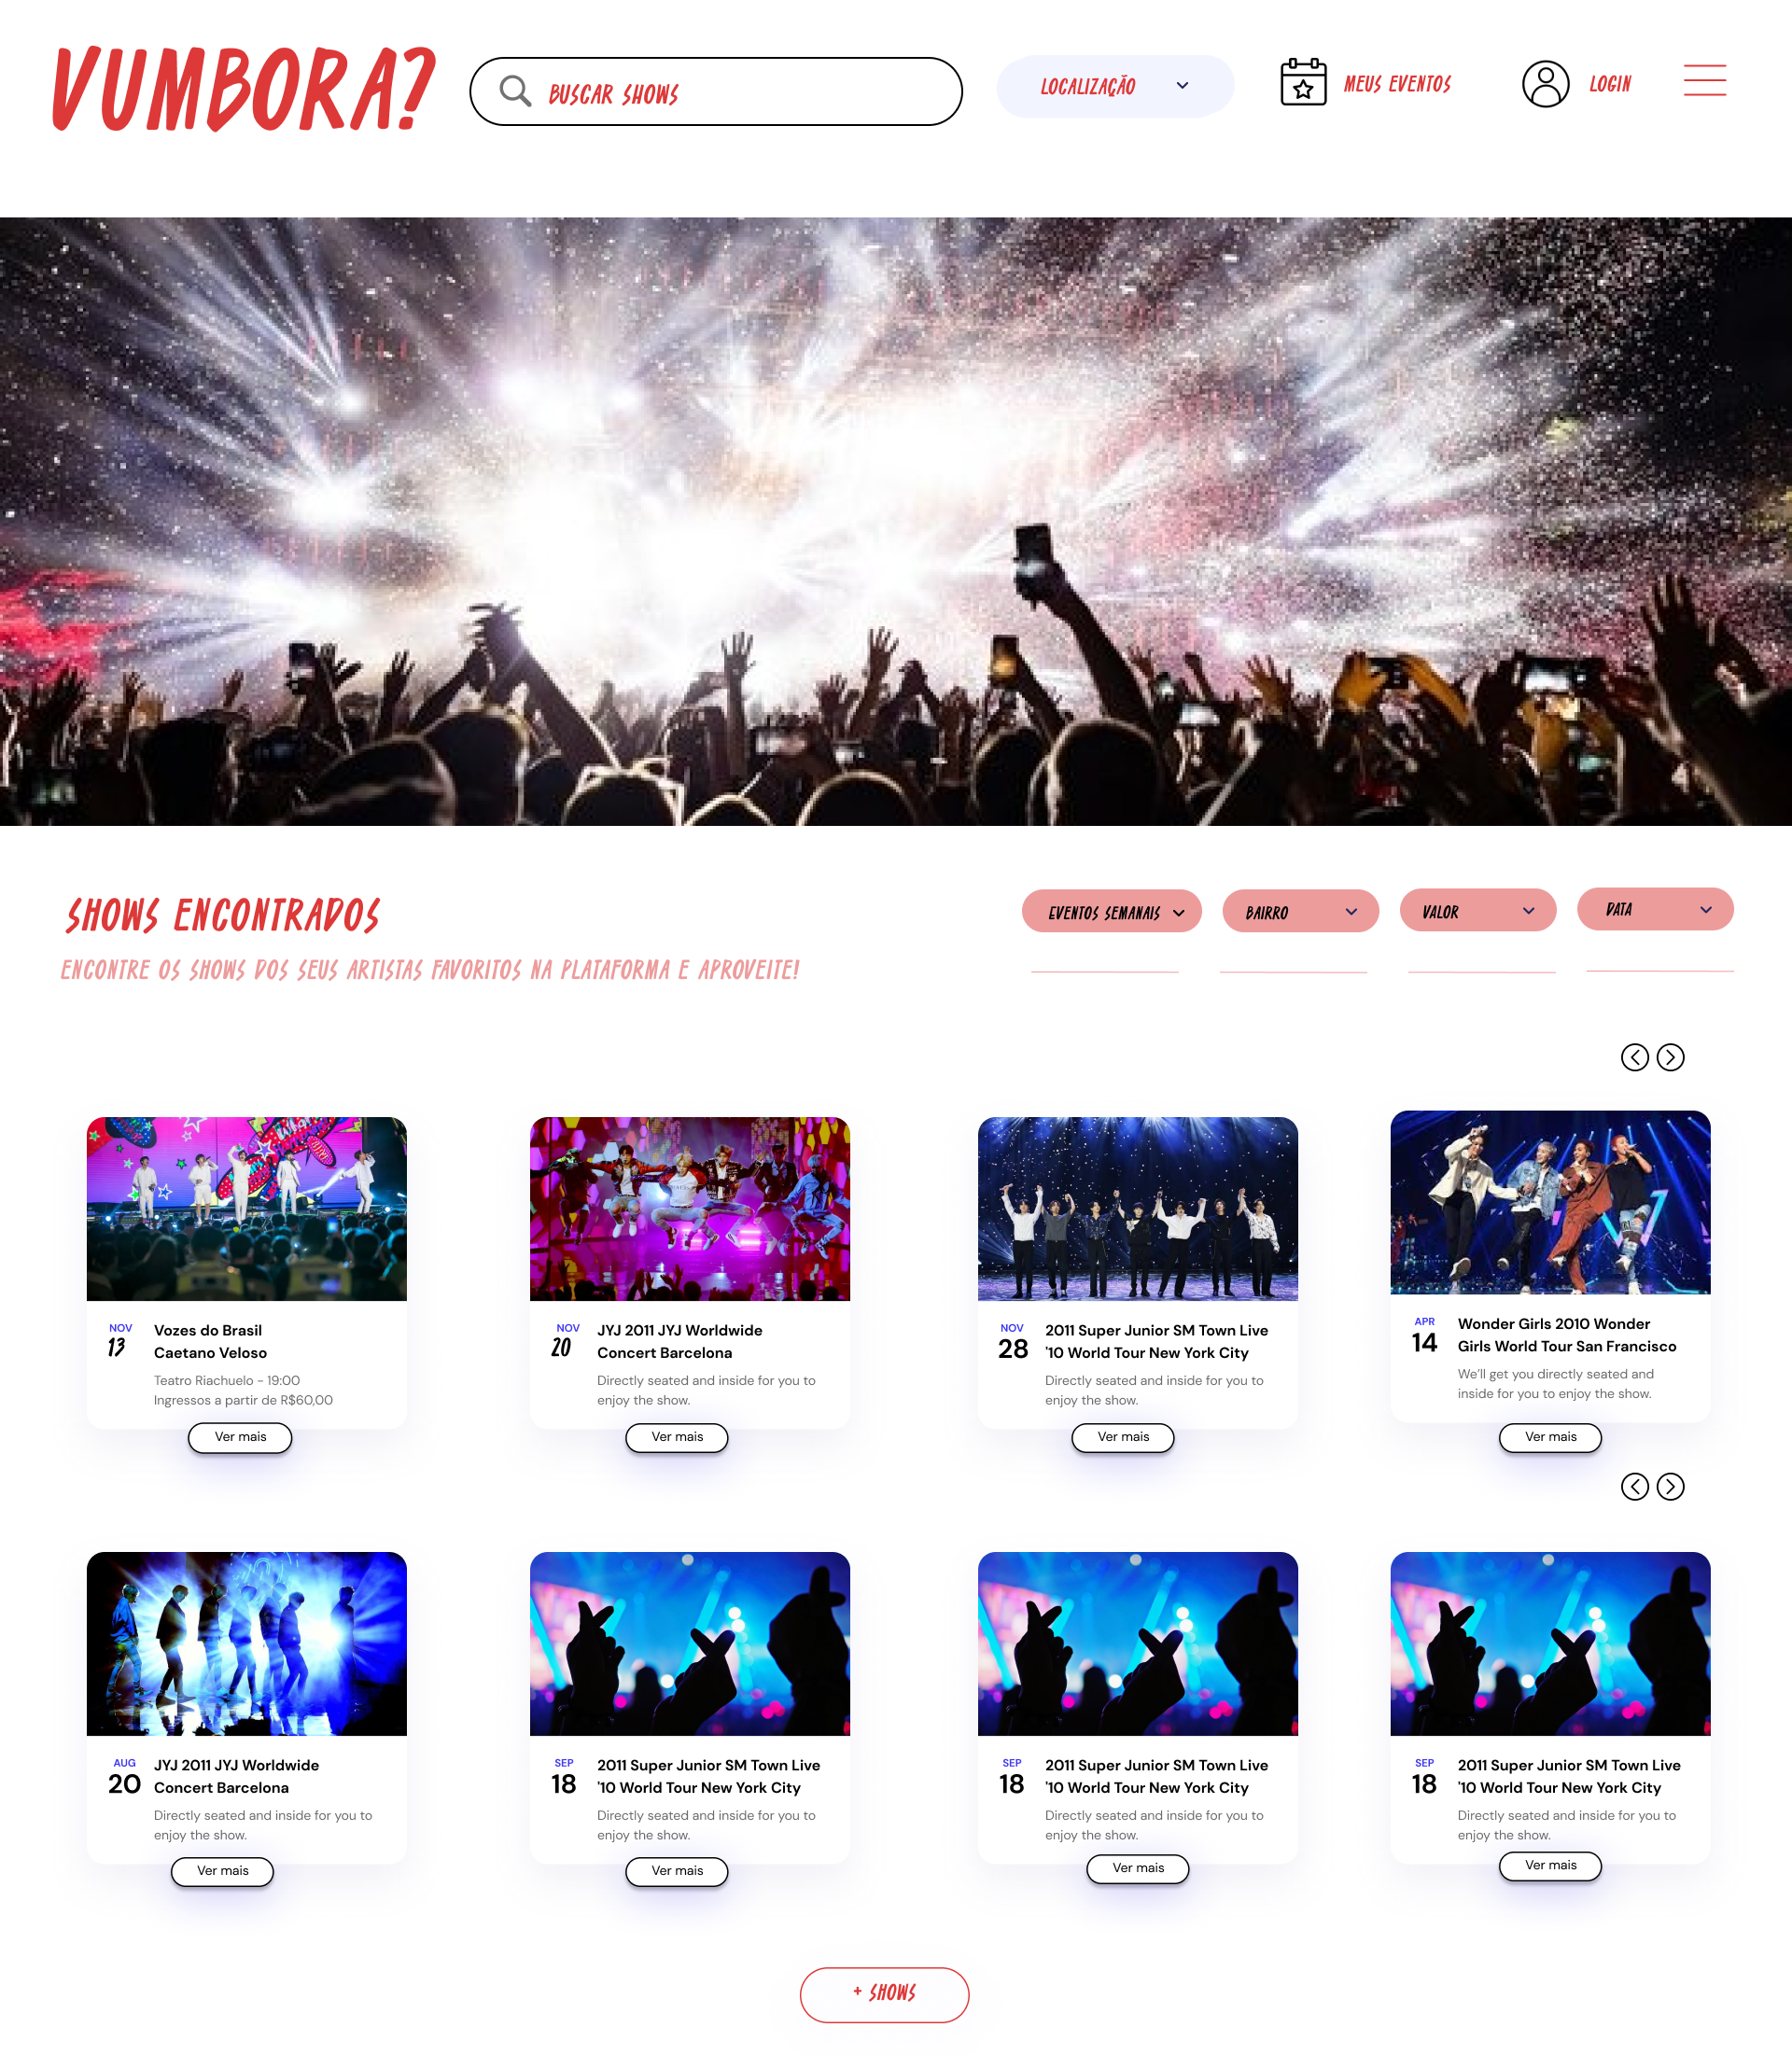 VUMBORA?
BUSCAR SHOWS
LOCALIZAÇÃO
MEUS EVENTOS
LOGIN
SHOWS ENCONTRADOS
ENCONTRE OS SHOWS DOS SEUS ARTISTAS FAVORITOS NA PLATAFORMA E APROVEITE!
EVENTOS SEMANAIS
BAIRRO
VALOR
DATA
NOV
13
Vozes do Brasil
Caetano Veloso
Teatro Riachuelo - 19:00
Ingressos a partir de R$60,00
Ver mais
NOV
20
JYJ 2011 JYJ Worldwide
Concert Barcelona
Directly seated and inside for you to
enjoy the show.
Ver mais
NOV
28
2011 Super Junior SM Town Live
'10 World Tour New York City
Directly seated and inside for you to
enjoy the show.
Ver mais
APR
14
Wonder Girls 2010 Wonder
Girls World Tour San Francisco
We'll get you directly seated and
inside for you to enjoy the show.
Ver mais
AUG
20
JYJ 2011 JYJ Worldwide
Concert Barcelona
Directly seated and inside for you to
enjoy the show.
Ver mais
SEP
18
2011 Super Junior SM Town Live
'10 World Tour New York City
Directly seated and inside for you to
enjoy the show.
Ver mais
SEP
18
2011 Super Junior SM Town Live
'10 World Tour New York City
Directly seated and inside for you to
enjoy the show.
Ver mais
SEP
18
2011 Super Junior SM Town Live
'10 World Tour New York City
Directly seated and inside for you to
enjoy the show.
Ver mais
+ SHOWS